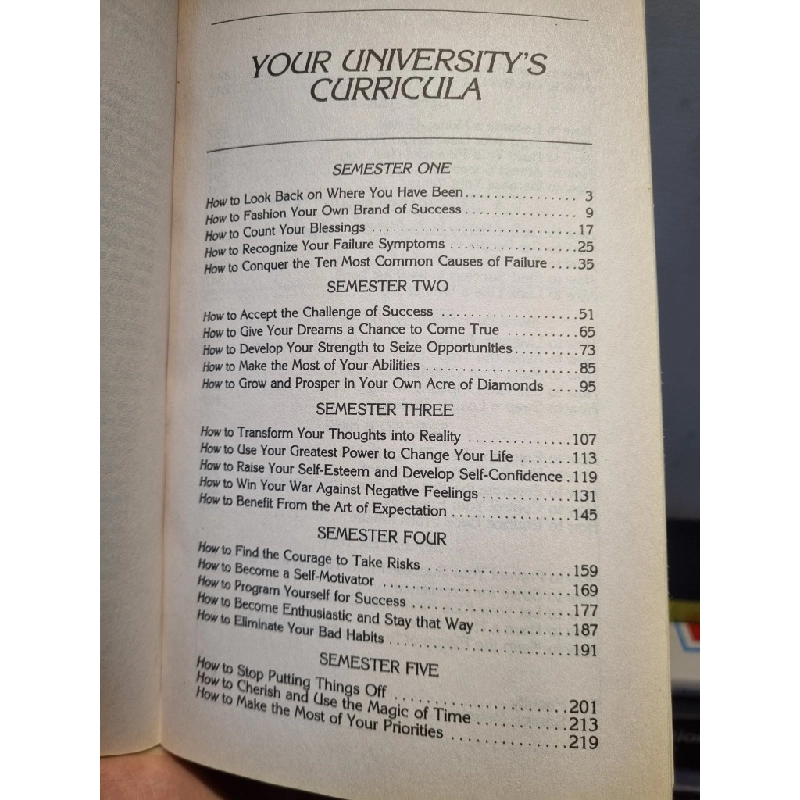 YOUR UNIVERSITY'S
CURRICULA
SEMESTER ONE
How to Look Back on Where You Have Been................ 3
How to Fashion Your Own Brand of Success.............. 9
How to Count Your Blessings ..........................17
How to Recognize Your Failure Symptoms ................25
How to Conquer the Ten Most Common Causes of Failure ....35
SEMESTER TWO
How to Accept the Challenge of Success .................51
How to Give Your Dreams a Chance to Come True .........65
How to Develop Your Strength to Seize Opportunities........73
How to Make the Most of Your Abilities ...................85
How to Grow and Prosper in Your Own Acre of Diamonds ....95
SEMESTER THREE
How to Transform Your Thoughts into Reality .............107
How to Use Your Greatest Power to Change Your Life .......113
How to Raise Your Self-Esteem and Develop Self-Confidence .119
How to Win Your War Against Negative Feelings ...........131
How to Benefit From the Art of Expectation ...............145
SEMESTER FOUR
How to Find the Courage to Take Risks ..................159
How to Become a Self-Motivator .......................169
How to Program Yourself for Success ....................177
How to Become Enthusiastic and Stay that Way ...........187
How to Eliminate Your Bad Habits ......................191
SEMESTER FIVE
How to Stop Putting Things Off ........................201
How to Cherish and Use the Magic of Time .............213
How to Make the Most of Your Priorities ................219